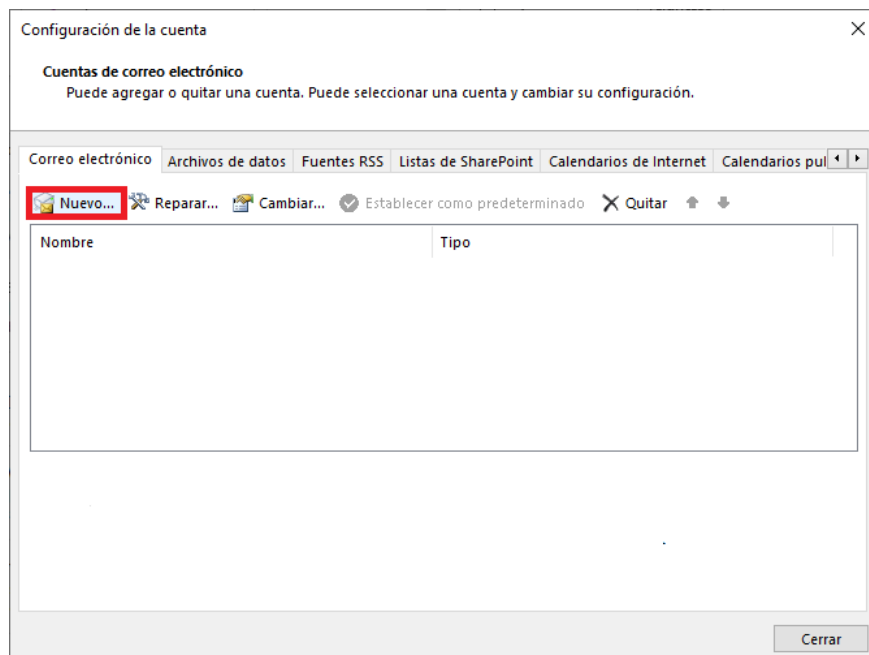 Configuración de la cuenta
Cuentas de correo electrónico
Puede agregar o quitar una cuenta. Puede seleccionar una cuenta y cambiar su configuración.
Correo electrónico Archivos de datos Fuentes RSS Listas de SharePoint Calendarios de Internet Calendarios pul
Nuevo... Reparar... Cambiar... Establecer como predeterminado Quitar
Nombre Tipo
Cerrar